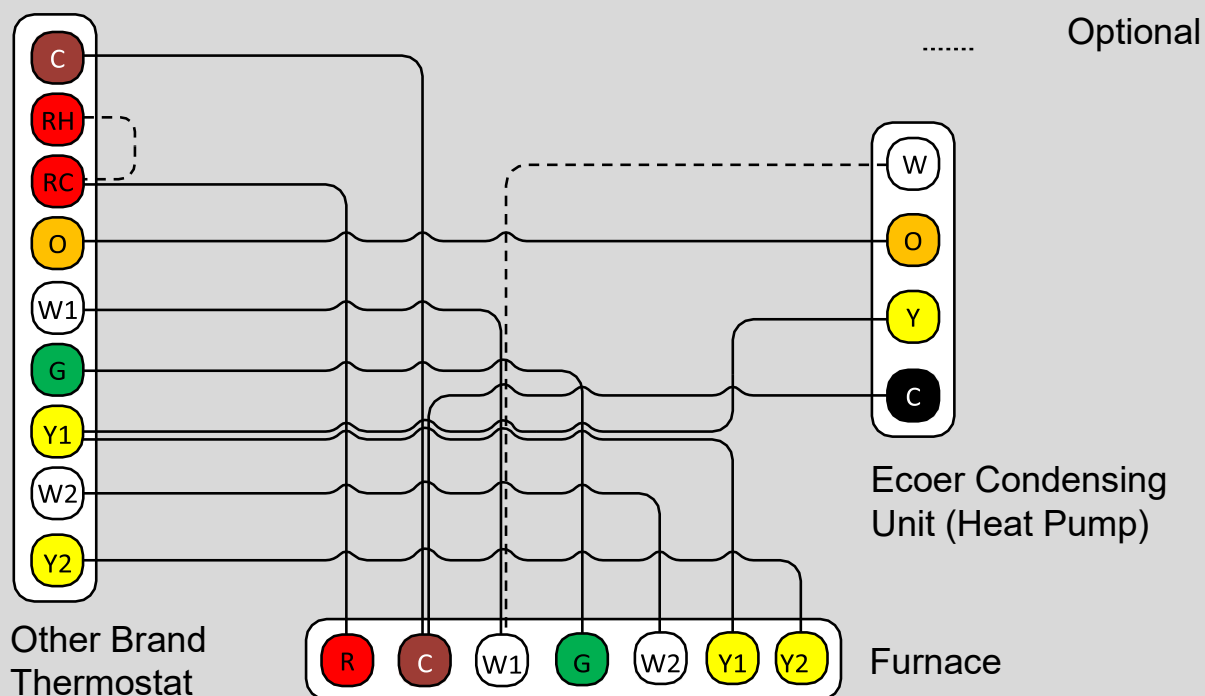 Optional
C
RH
RC
O
W1
G
Y1
W2
Y2
Other Brand
Thermostat
W
O
Y
C
Ecoer Condensing
Unit (Heat Pump)
R C W1 G W2 Y1 Y2
Furnace